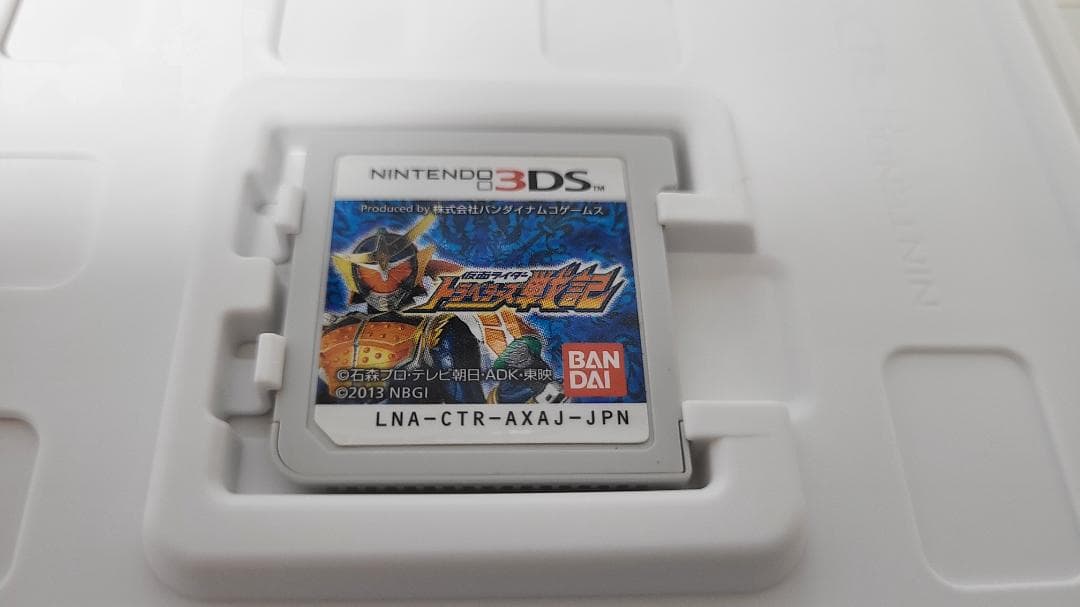 NINTENDO 3DS™
Produced by 株式会社バンダイナムコゲームス
仮面ライダー
トラベラーズ戦記
BAN
DAI
©石森プロ・テレビ朝日・ADK・東映
©2013 NBGI
LNA-CTR-AXAJ-JPN